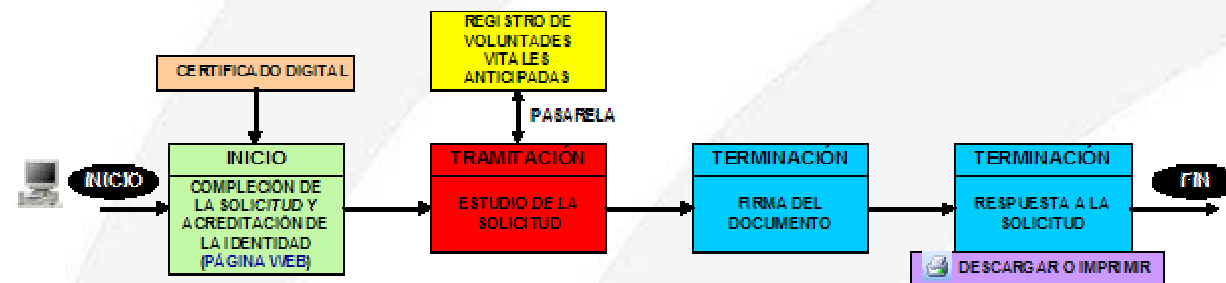 REGISTRO DE
VOLUNTADES
VITALES
ANTICIPADAS
CERTIFICADO DIGITAL
PASARELA
INICIO
INICIO
COMPLECIÓN DE
LA SOLICITUD Y
ACREDITACIÓN DE
LA IDENTIDAD
(PÁGINA WEB)
TRAMITACIÓN
ESTUDIO DE LA
SOLICITUD
TERMINACIÓN
FIRMA DEL
DOCUMENTO
TERMINACIÓN
RESPUESTA A LA
SOLICITUD
FIN
DESCARGAR O IMPRIMIR